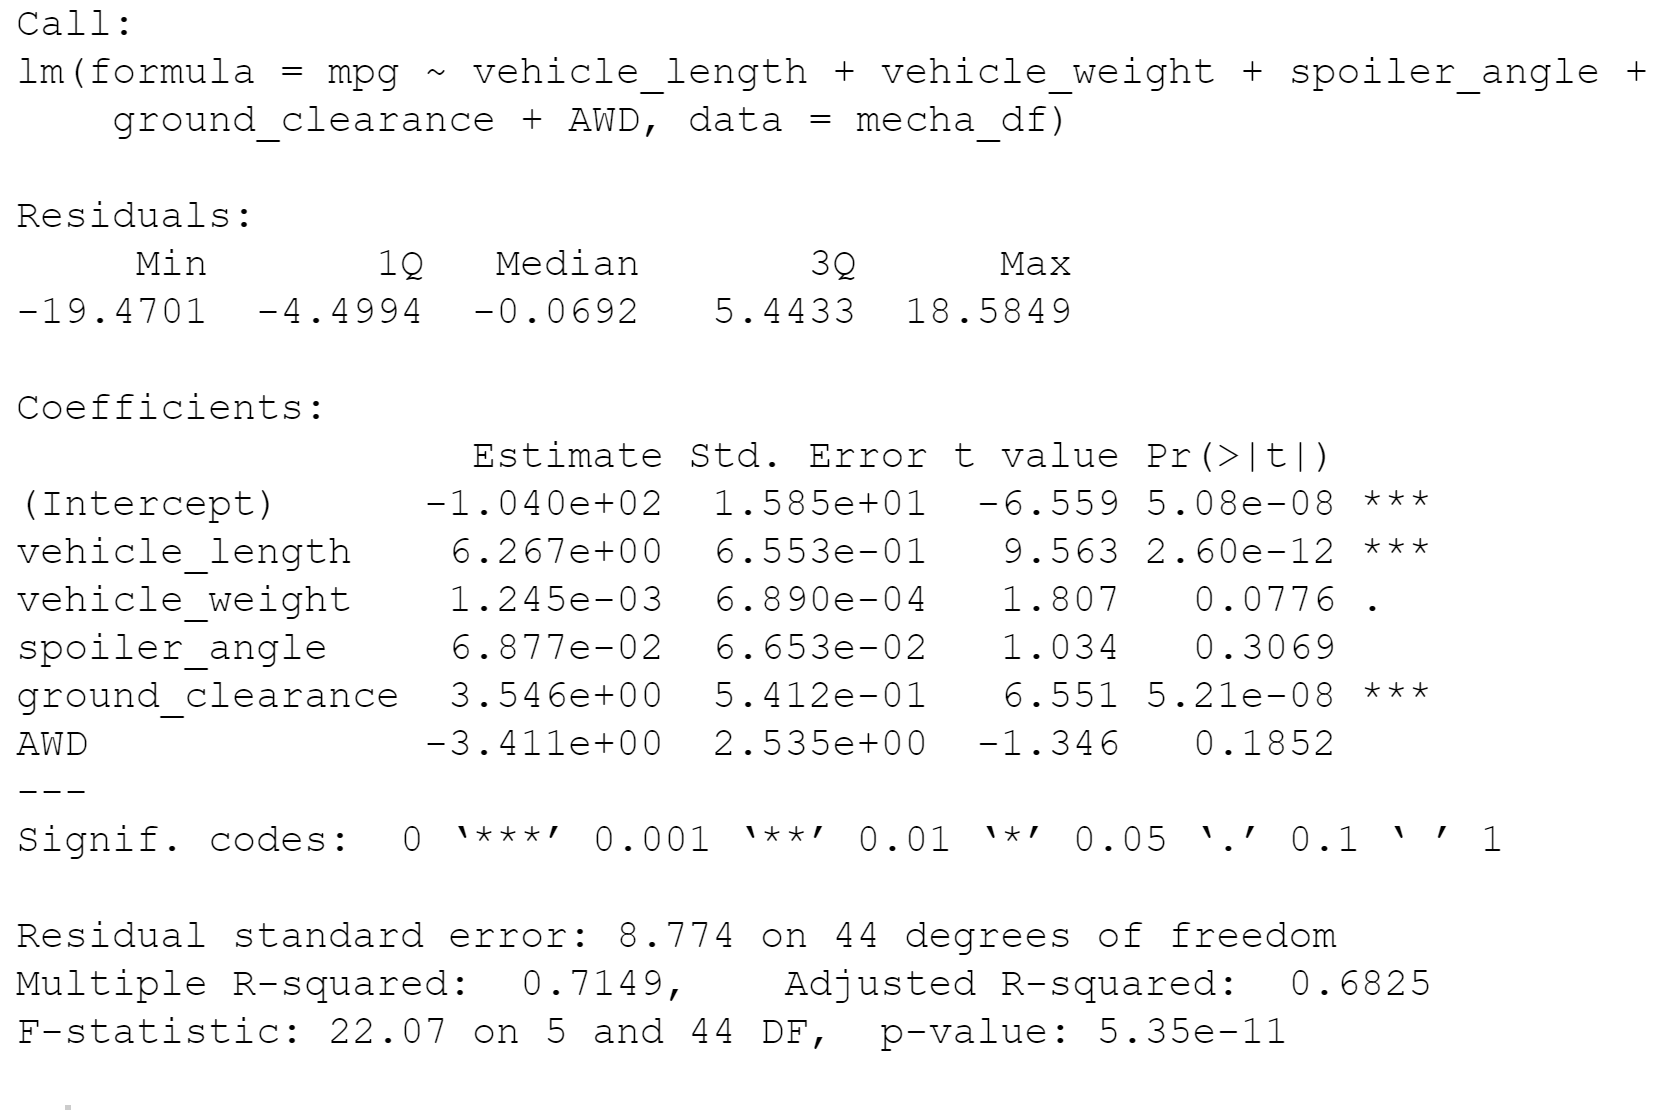 Call:
lm(formula = mpg ~ vehicle_length + vehicle_weight + spoiler_angle +
    ground_clearance + AWD, data = mecha_df)

Residuals:
     Min       1Q   Median       3Q      Max
-19.4701  -4.4994  -0.0692   5.4433  18.5849

Coefficients:
                   Estimate Std. Error t value Pr(>|t|)
(Intercept)      -1.040e+02  1.585e+01  -6.559 5.08e-08 ***
vehicle_length    6.267e+00  6.553e-01   9.563 2.60e-12 ***
vehicle_weight    1.245e-03  6.890e-04   1.807   0.0776 .
spoiler_angle     6.877e-02  6.653e-02   1.034   0.3069
ground_clearance  3.546e+00  5.412e-01   6.551 5.21e-08 ***
AWD              -3.411e+00  2.535e+00  -1.346   0.1852
---
Signif. codes:  0 ‘***’ 0.001 ‘**’ 0.01 ‘*’ 0.05 ‘.’ 0.1 ‘ ’ 1

Residual standard error: 8.774 on 44 degrees of freedom
Multiple R-squared:  0.7149,    Adjusted R-squared:  0.6825
F-statistic: 22.07 on 5 and 44 DF,  p-value: 5.35e-11